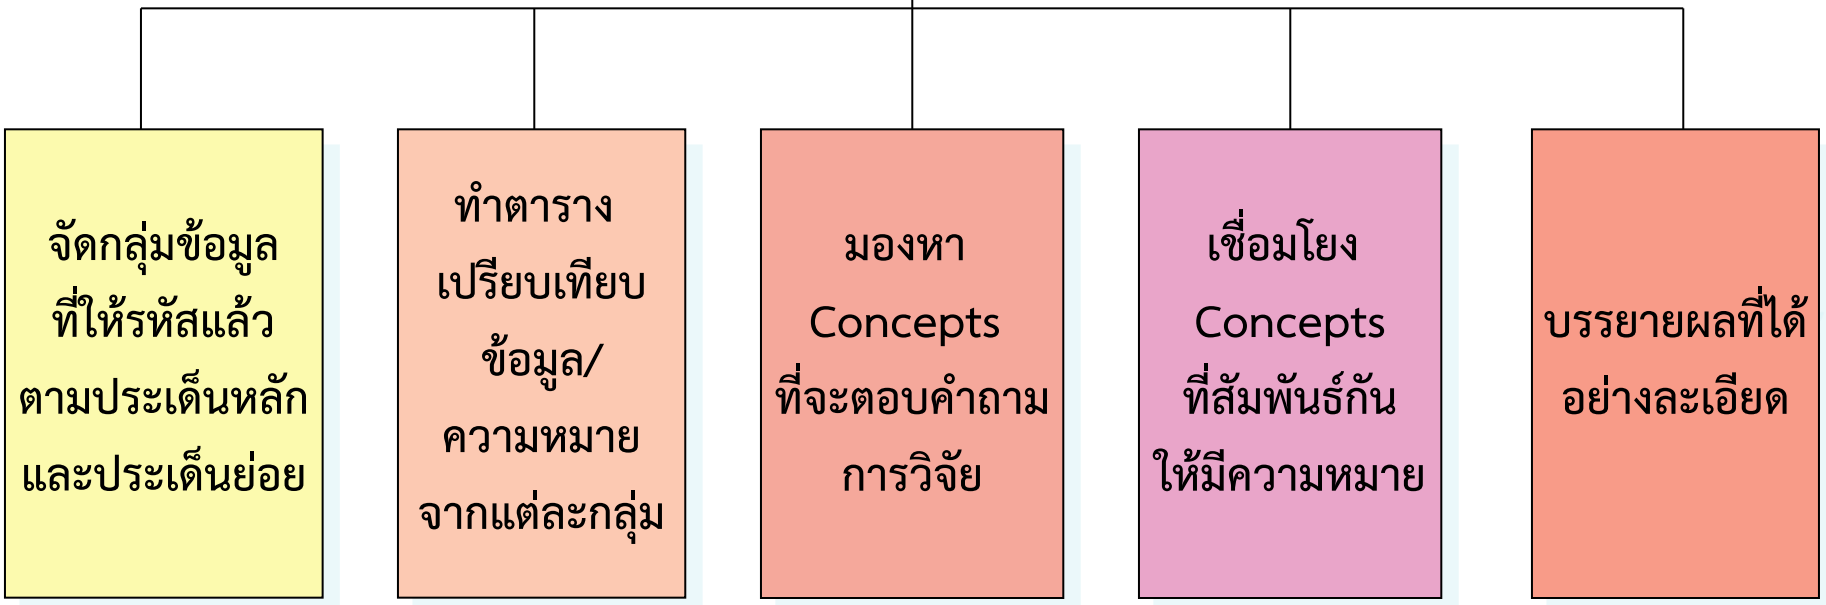 จัดกลุ่มข้อมูล
ที่ให้รหัสแล้ว
ตามประเด็นหลัก
และประเด็นย่อย
ทำตาราง
เปรียบเทียบ
ข้อมูล/
ความหมาย
จากแต่ละกลุ่ม
มองหา
Concepts
ที่จะตอบคำถาม
การวิจัย
เชื่อมโยง
Concepts
ที่สัมพันธ์กัน
ให้มีความหมาย
บรรยายผลที่ได้
อย่างละเอียด